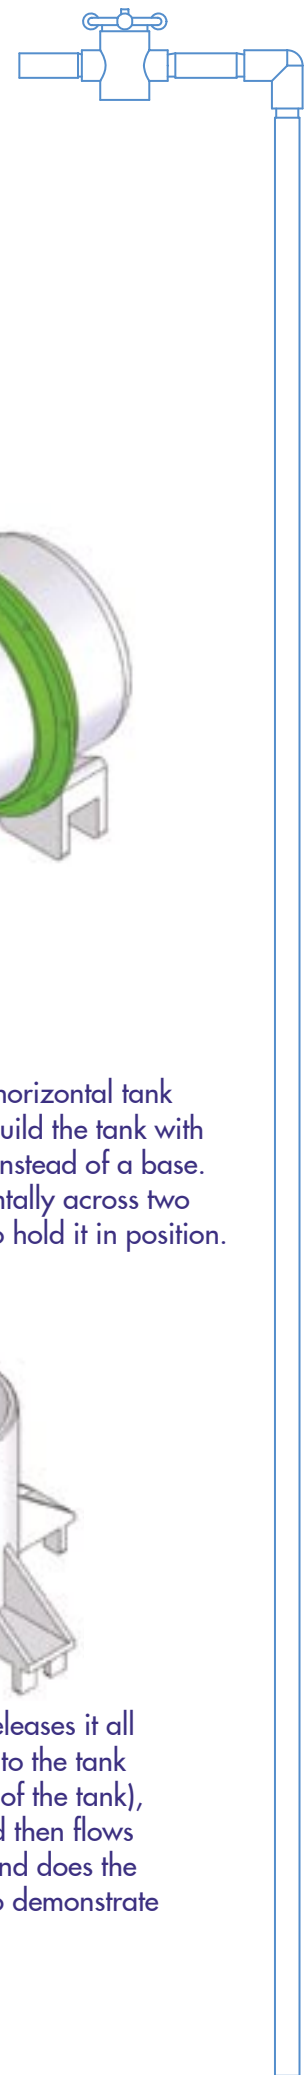 horizontal tank
uild the tank with
nstead of a base.
ntally across two
o hold it in position.
eleases it all
to the tank
of the tank),
d then flows
nd does the
o demonstrate